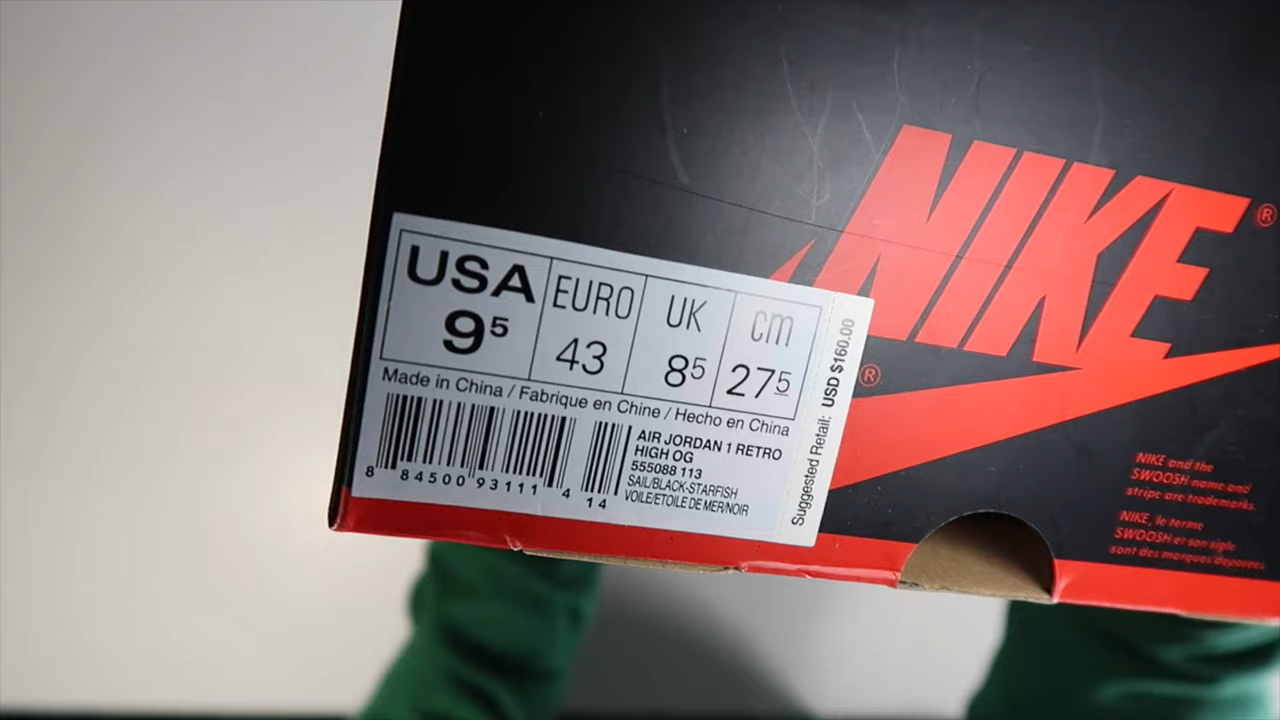 NIKE®
®
USA EURO UK cm
9⁵ 43 8⁵ 27⁵
Made in China / Fabrique en Chine / Hecho en China
AIR JORDAN 1 RETRO
HIGH OG
555088 113
SAIL/BLACK-STARFISH
VOILE/ETOILE DE MER/NOIR
8 84500 93111 4 14
Suggested Retail: USD $160.00
NIKE and the
SWOOSH name and
stripe are trademarks.
NIKE, le terme
SWOOSH et son sigle
sont des marques deposees.